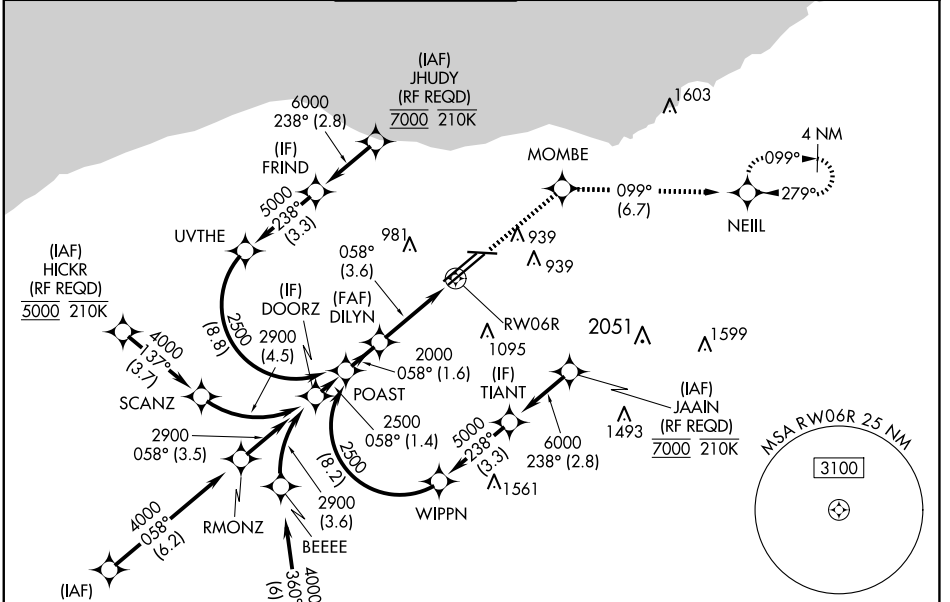 (IAF)
JHUDY
(RF REQD)
7000 210K
6000
238° (2.8)
1603
4 NM
099°
279°
NEIIL
MOMBE
099°
(6.7)
(IF)
FRIND
5000
238°
(3.3)
UVTHE
981
939
939
058°
(3.6)
(IAF)
HICKR
(RF REQD)
5000 210K
(IF)
DOORZ
(FAF)
DILYN
RW06R
1095
2051
1599
2500
(8.8)
2900
(4.5)
4000
137°
(3.7)
SCANZ
2000
058° (1.6)
POAST
(IF)
TIANT
(IAF)
JAAIN
(RF REQD)
7000 210K
1493
2500
058° (1.4)
5000
238°
(3.3)
6000
238° (2.8)
MSA RW06R 25 NM
3100
2900
058° (3.5)
2500
(8.2)
1561
WIPPN
2900
(3.6)
RMONZ
BEEEE
4000
058°
(6.2)
4000
360°
(6)
(IAF)